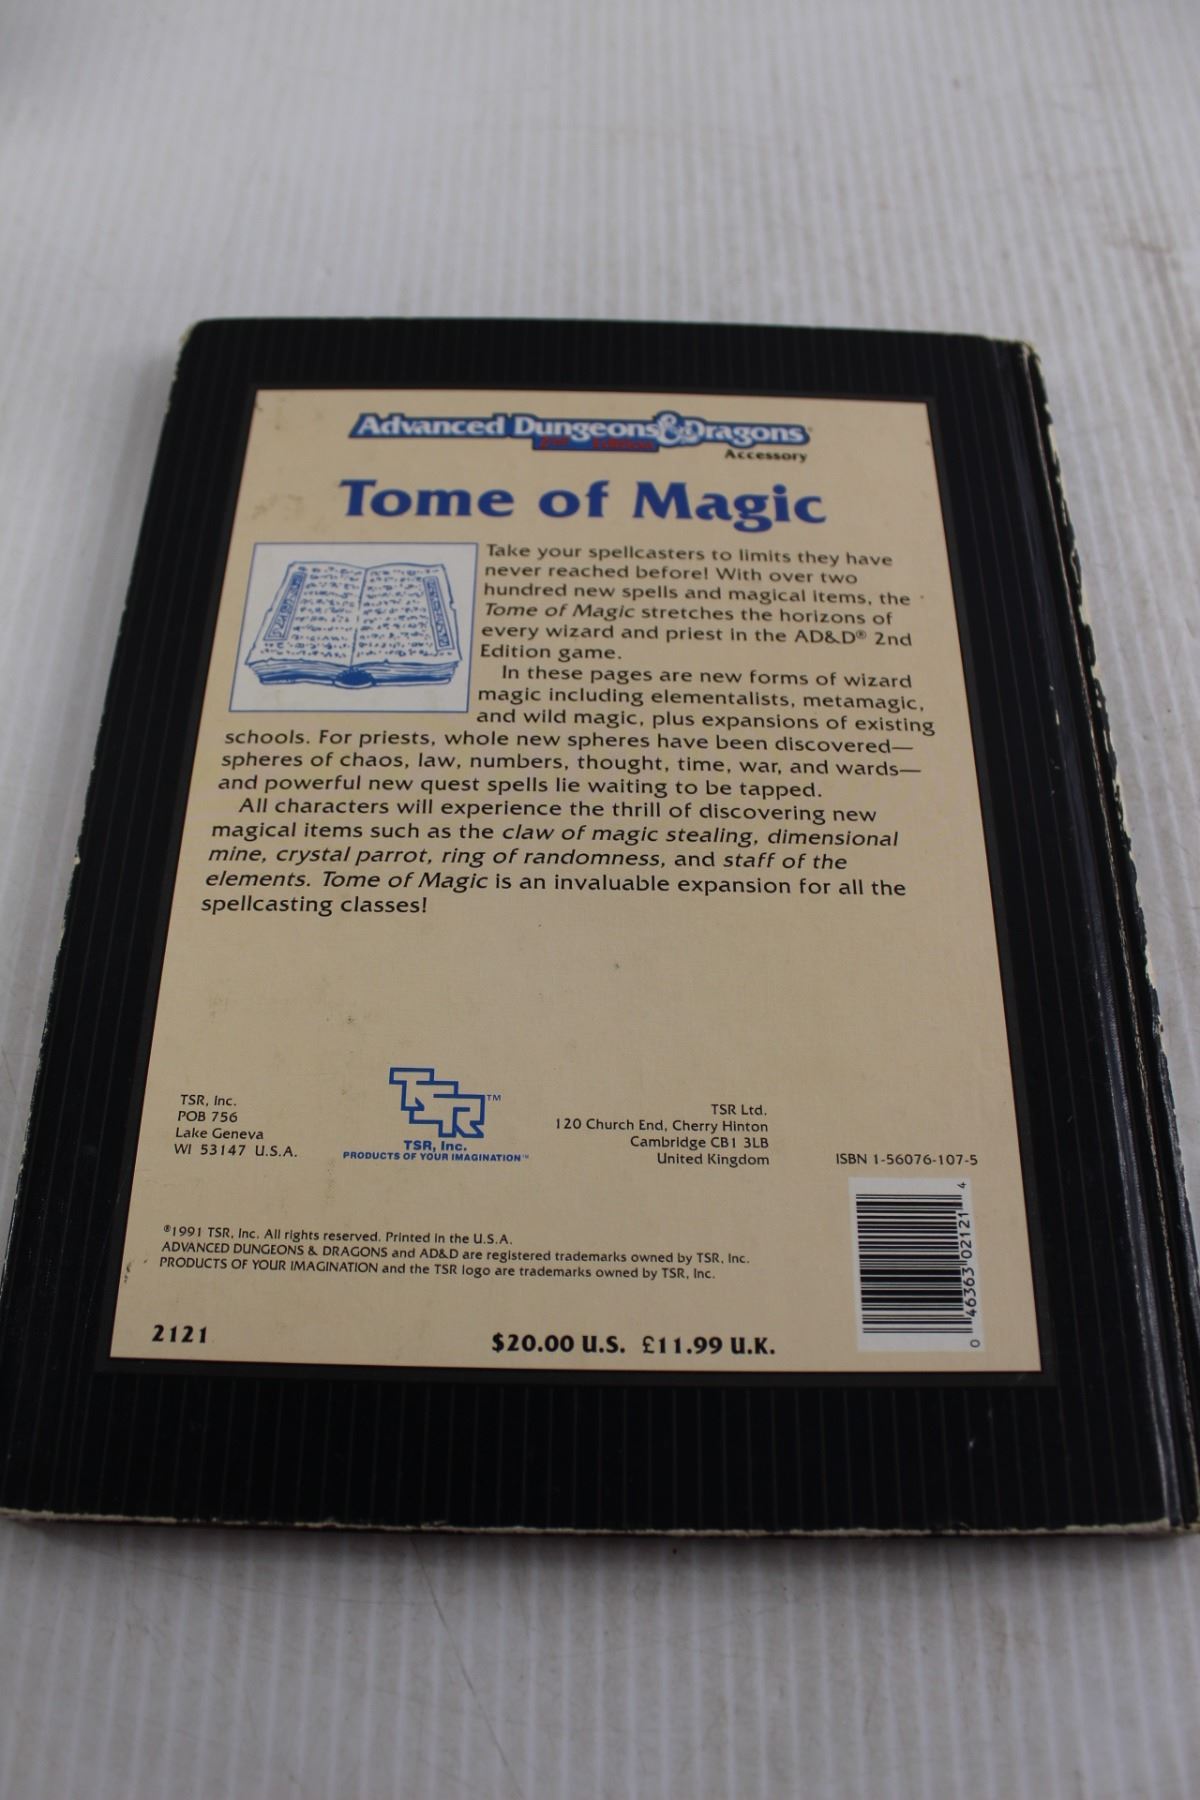 Advanced Dungeons & Dragons®
2nd Edition
Accessory
Tome of Magic
Take your spellcasters to limits they have
never reached before! With over two
hundred new spells and magical items, the
Tome of Magic stretches the horizons of
every wizard and priest in the AD&D® 2nd
Edition game.
In these pages are new forms of wizard
magic including elementalists, metamagic,
and wild magic, plus expansions of existing
schools. For priests, whole new spheres have been discovered—
spheres of chaos, law, numbers, thought, time, war, and wards—
and powerful new quest spells lie waiting to be tapped.
All characters will experience the thrill of discovering new
magical items such as the claw of magic stealing, dimensional
mine, crystal parrot, ring of randomness, and staff of the
elements. Tome of Magic is an invaluable expansion for all the
spellcasting classes!
TSR, Inc.
POB 756
Lake Geneva
WI 53147 U.S.A.
TSR™
TSR, Inc.
PRODUCTS OF YOUR IMAGINATION™
TSR Ltd.
120 Church End, Cherry Hinton
Cambridge CB1 3LB
United Kingdom
ISBN 1-56076-107-5
®1991 TSR, Inc. All rights reserved. Printed in the U.S.A.
ADVANCED DUNGEONS & DRAGONS and AD&D are registered trademarks owned by TSR, Inc.
PRODUCTS OF YOUR IMAGINATION and the TSR logo are trademarks owned by TSR, Inc.
0 46363 02121 4
2121
$20.00 U.S. £11.99 U.K.